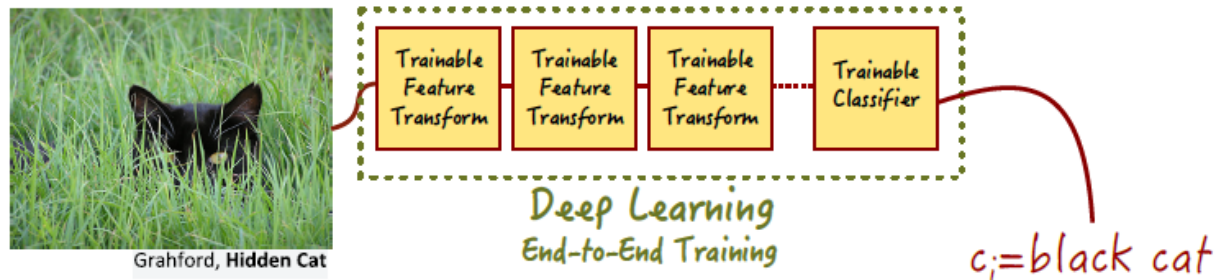 Trainable
Feature
Transform
Trainable
Feature
Transform
Trainable
Feature
Transform
Trainable
Classifier
Deep Learning
End-to-End Training
Grahford, Hidden Cat
c;=black cat